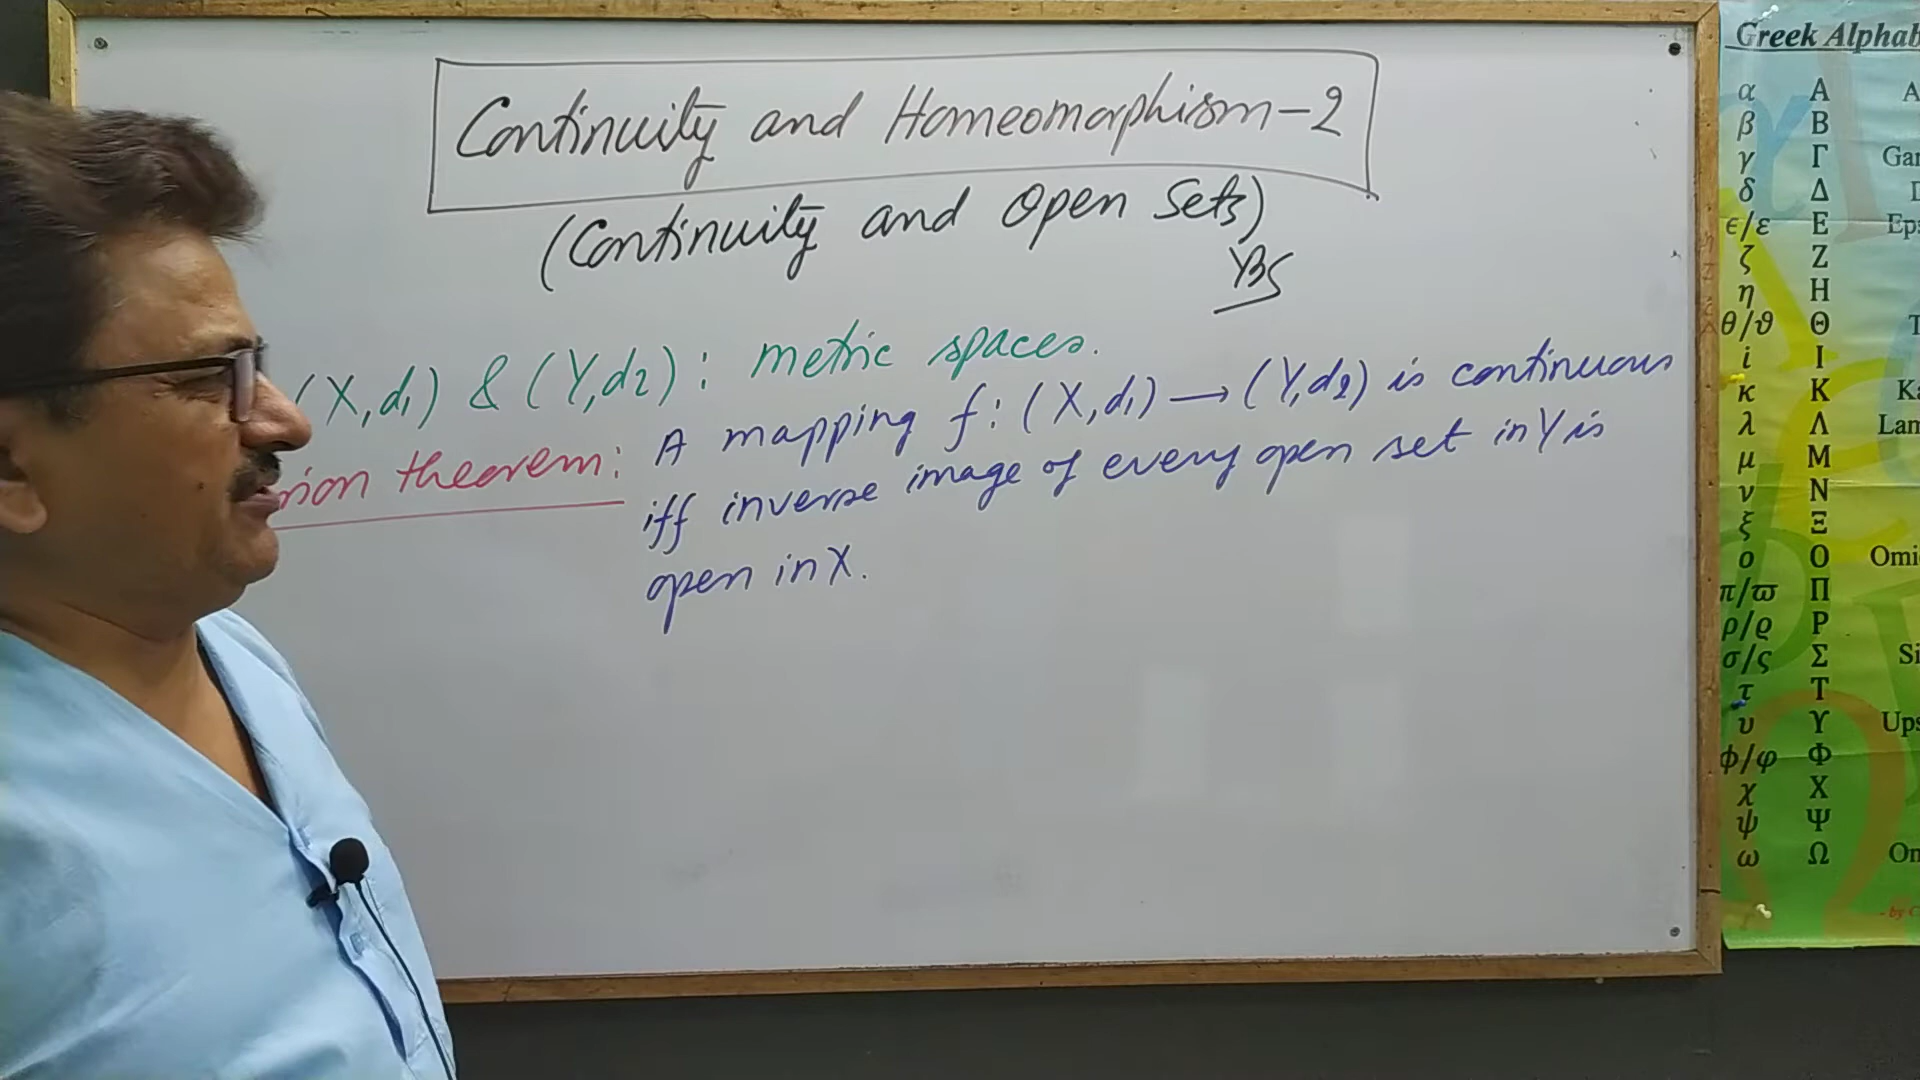 Continuity and Homeomorphism-2
(Continuity and Open Sets)
YBS
(X,d1) & (Y,d2): metric spaces.
theorem: A mapping f: (X,d1) → (Y,d2) is continuous
iff inverse image of every open set in Y is
open in X.
Greek Alphab
α Α A
β Β
γ Γ Gar
δ Δ
ϵ/ε Ε Eps
ζ Ζ
η Η
θ/ϑ Θ T
i Ι
κ Κ Ka
λ Λ Lam
μ Μ
ν Ν
ξ Ξ
ο Ο Omi
π/ϖ Π
ρ/ϱ Ρ
σ/ς Σ Si
τ Τ
υ Υ Ups
ϕ/φ Φ
χ Χ
ψ Ψ
ω Ω On
- by C